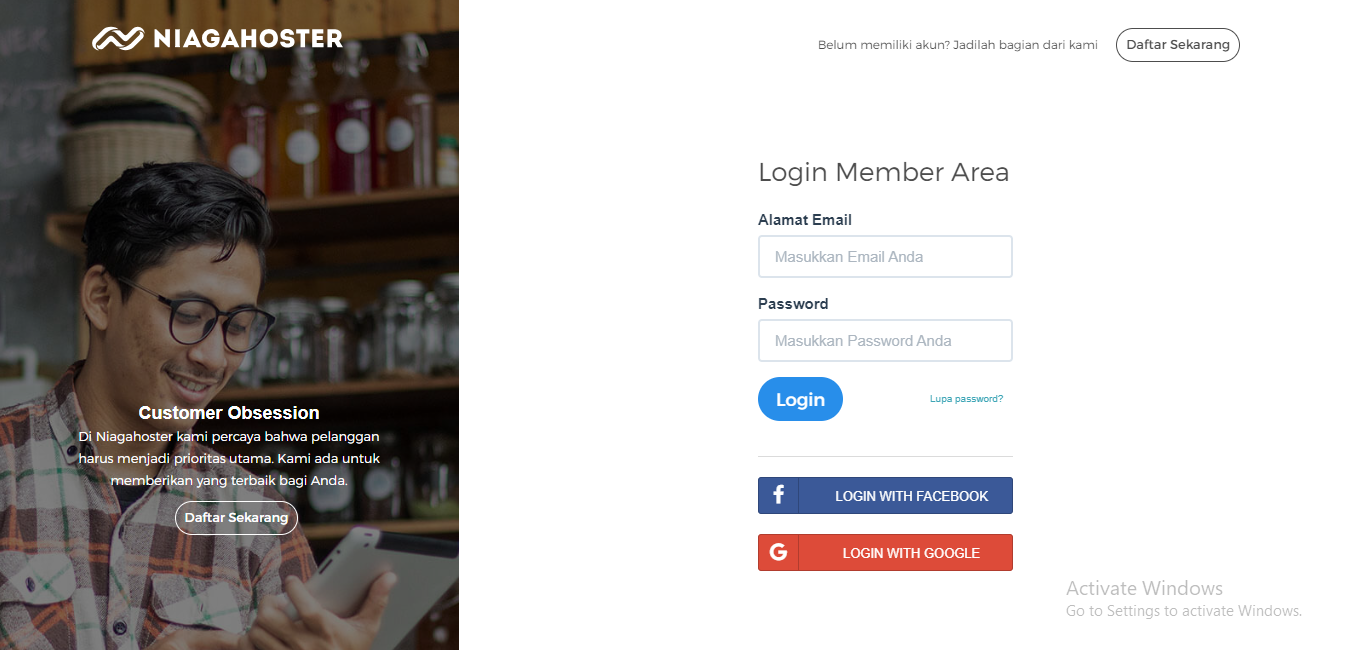 NIAGAHOSTER
Customer Obsession
Di Niagahoster kami percaya bahwa pelanggan
harus menjadi prioritas utama. Kami ada untuk
memberikan yang terbaik bagi Anda.
Daftar Sekarang
Belum memiliki akun? Jadilah bagian dari kami
Daftar Sekarang
Login Member Area
Alamat Email
Masukkan Email Anda
Password
Masukkan Password Anda
Login
Lupa password?
f
LOGIN WITH FACEBOOK
G
LOGIN WITH GOOGLE
Activate Windows
Go to Settings to activate Windows.